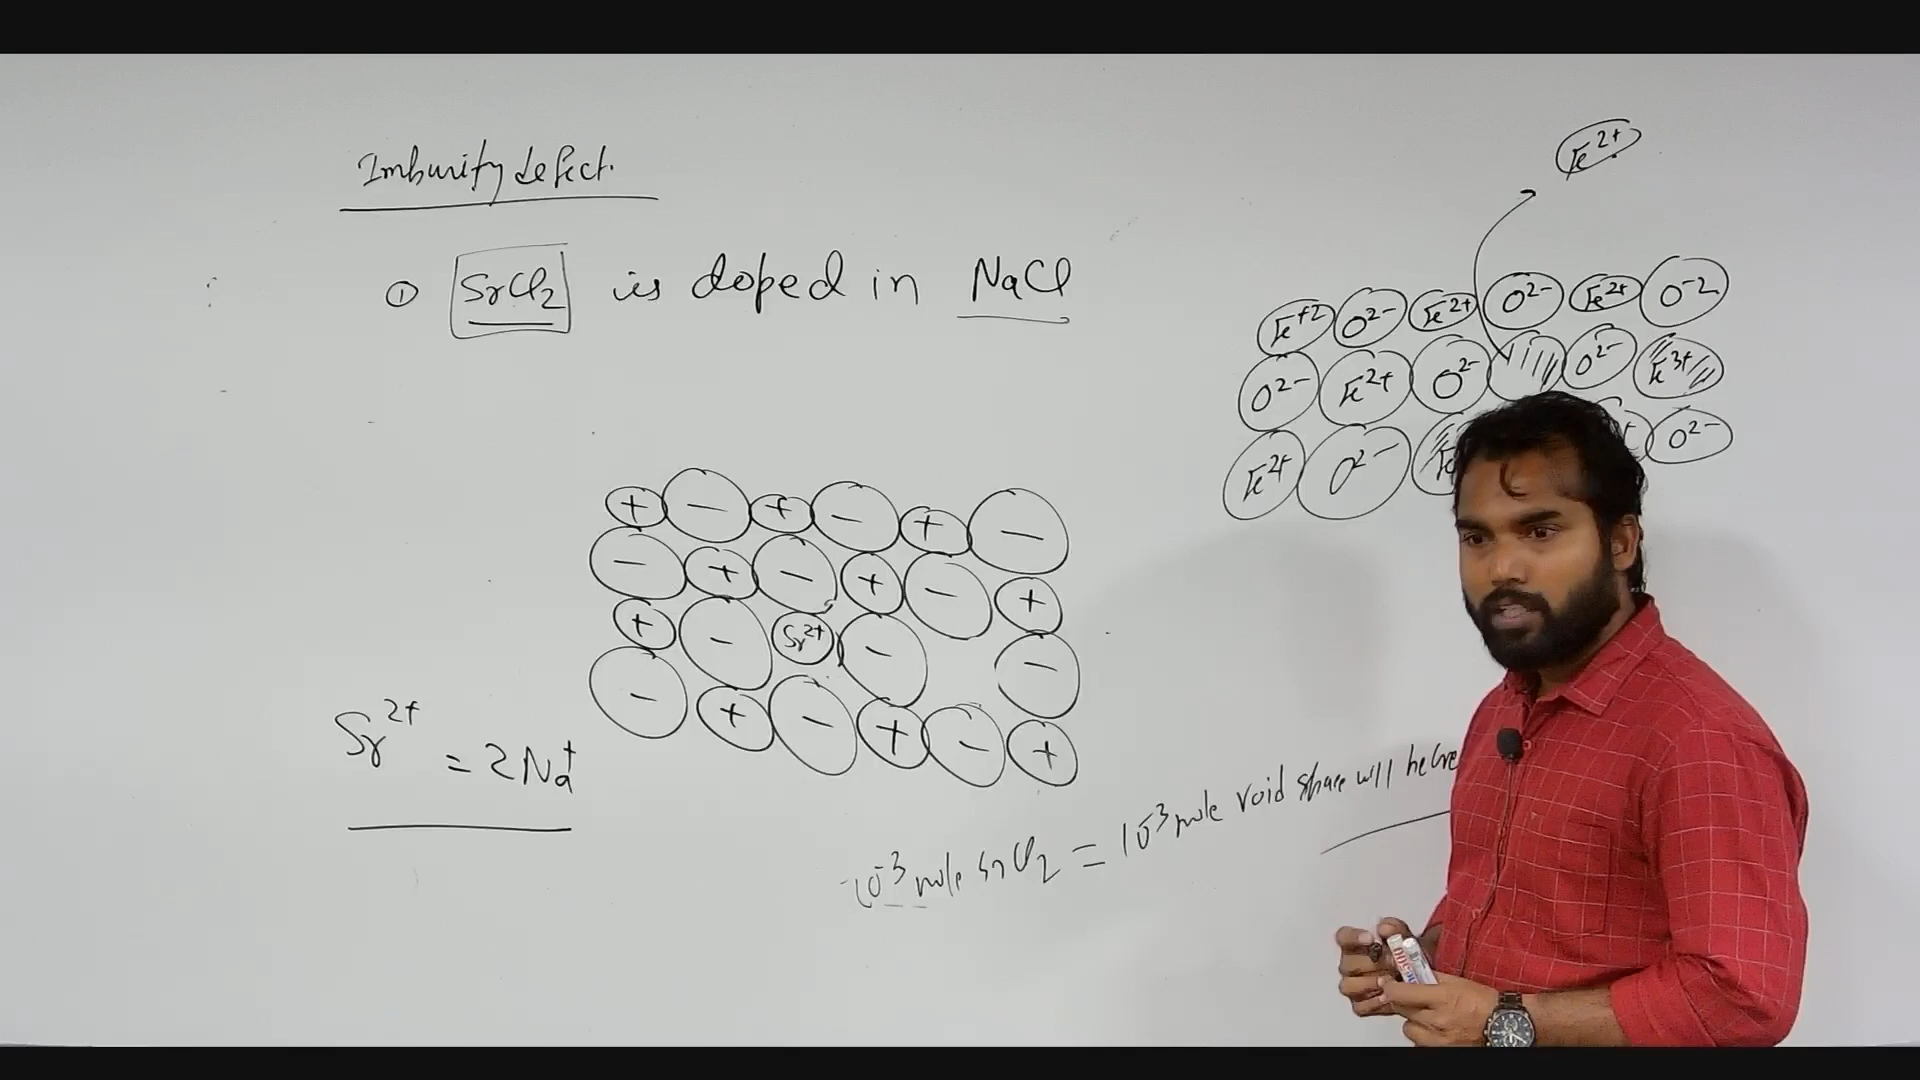 Imburity defect.
① SrCl2 is doped in NaCl
+ − + − + −
− + − + − +
+ − Sr²⁺ − −
− + − + − +
Sr²⁺ = 2Na⁺
10⁻³ mole SrCl2 = 10⁻³ mole void share will be
Fe²⁺
Fe⁺² O²⁻ Fe²⁺ O²⁻ Fe²⁺ O⁻²
O²⁻ Fe²⁺ O²⁻ O²⁻ Fe³⁺
Fe²⁺ O²⁻ O²⁻